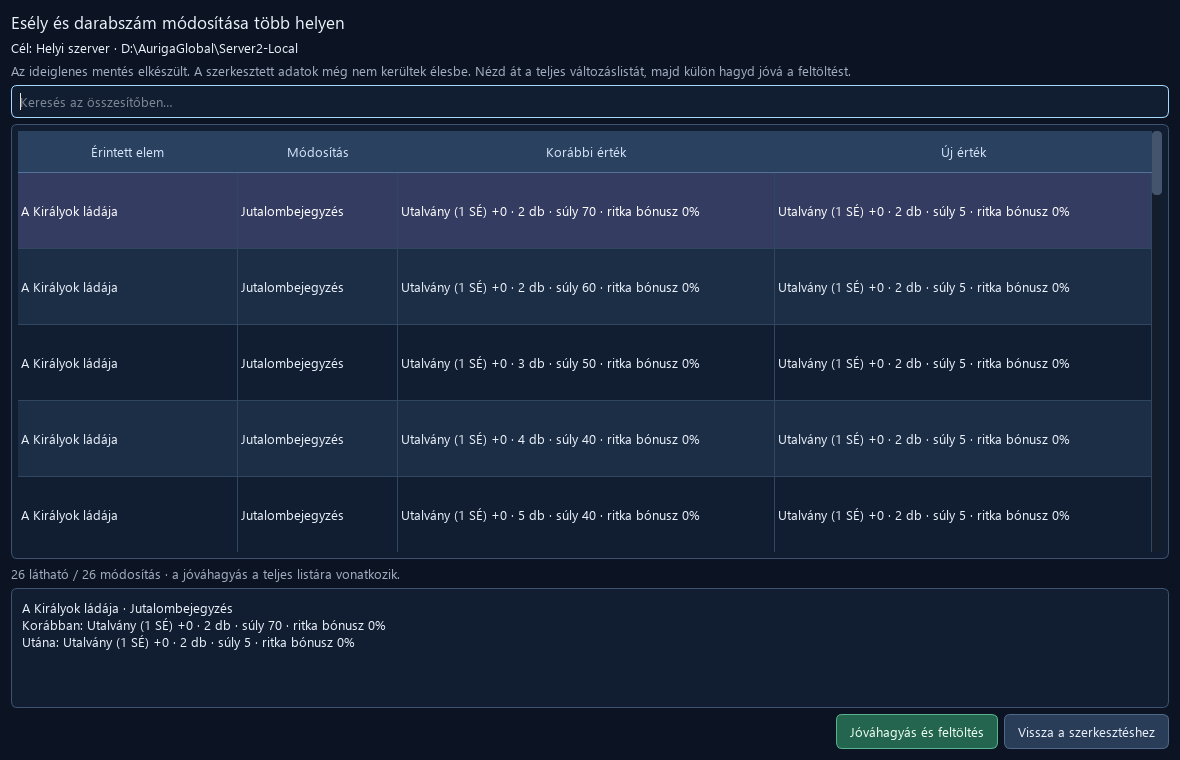 Esély és darabszám módosítása több helyen
Cél: Helyi szerver · D:\AurigaGlobal\Server2-Local
Az ideiglenes mentés elkészült. A szerkesztett adatok még nem kerültek élesbe. Nézd át a teljes változáslistát, majd külön hagyd jóvá a feltöltést.
Keresés az összesítőben...
Érintett elem Módosítás Korábbi érték Új érték
A Királyok ládája Jutalombejegyzés Utalvány (1 SÉ) +0 · 2 db · súly 70 · ritka bónusz 0% Utalvány (1 SÉ) +0 · 2 db · súly 5 · ritka bónusz 0%
A Királyok ládája Jutalombejegyzés Utalvány (1 SÉ) +0 · 2 db · súly 60 · ritka bónusz 0% Utalvány (1 SÉ) +0 · 2 db · súly 5 · ritka bónusz 0%
A Királyok ládája Jutalombejegyzés Utalvány (1 SÉ) +0 · 3 db · súly 50 · ritka bónusz 0% Utalvány (1 SÉ) +0 · 2 db · súly 5 · ritka bónusz 0%
A Királyok ládája Jutalombejegyzés Utalvány (1 SÉ) +0 · 4 db · súly 40 · ritka bónusz 0% Utalvány (1 SÉ) +0 · 2 db · súly 5 · ritka bónusz 0%
A Királyok ládája Jutalombejegyzés Utalvány (1 SÉ) +0 · 5 db · súly 40 · ritka bónusz 0% Utalvány (1 SÉ) +0 · 2 db · súly 5 · ritka bónusz 0%
26 látható / 26 módosítás · a jóváhagyás a teljes listára vonatkozik.
A Királyok ládája · Jutalombejegyzés
Korábban: Utalvány (1 SÉ) +0 · 2 db · súly 70 · ritka bónusz 0%
Utána: Utalvány (1 SÉ) +0 · 2 db · súly 5 · ritka bónusz 0%
Jóváhagyás és feltöltés Vissza a szerkesztéshez